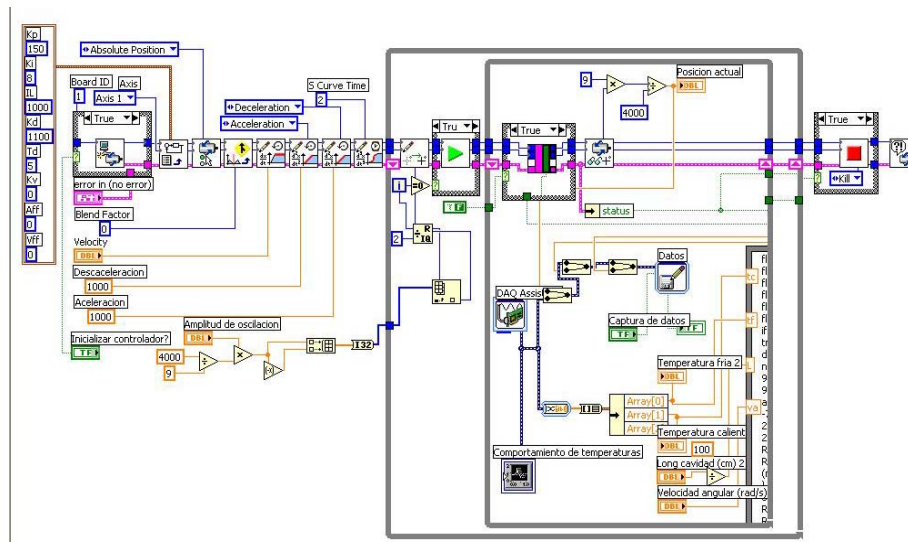 Kp
150
Ki
8
IL
1000
Kd
1100
Td
5
Kv
0
Aff
0
Vff
0
Absolute Position
Board ID
1
Axis
Axis 1
True
error in (no error)
Blend Factor
0
Velocity
DBL
Descaceleracion
1000
Aceleracion
1000
Inicializar controlador?
TF
Deceleration
Acceleration
S Curve Time
2
Amplitud de oscilacion
DBL
4000
9
I32
i
=0
R
IQ
2
Tru
F
True
9
4000
Posicion actual
DBL
status
True
Kill
DAQ Assis
Datos
Captura de datos
TF
TF
Temperatura fria 2
DBL
Array[0]
Array[1]
Array[
Temperatura calient
DBL
100
Long cavidad (cm) 2
DBL
Velocidad angular (rad/s)
DBL
Comportamiento de temperaturas
tc
tf
L
va